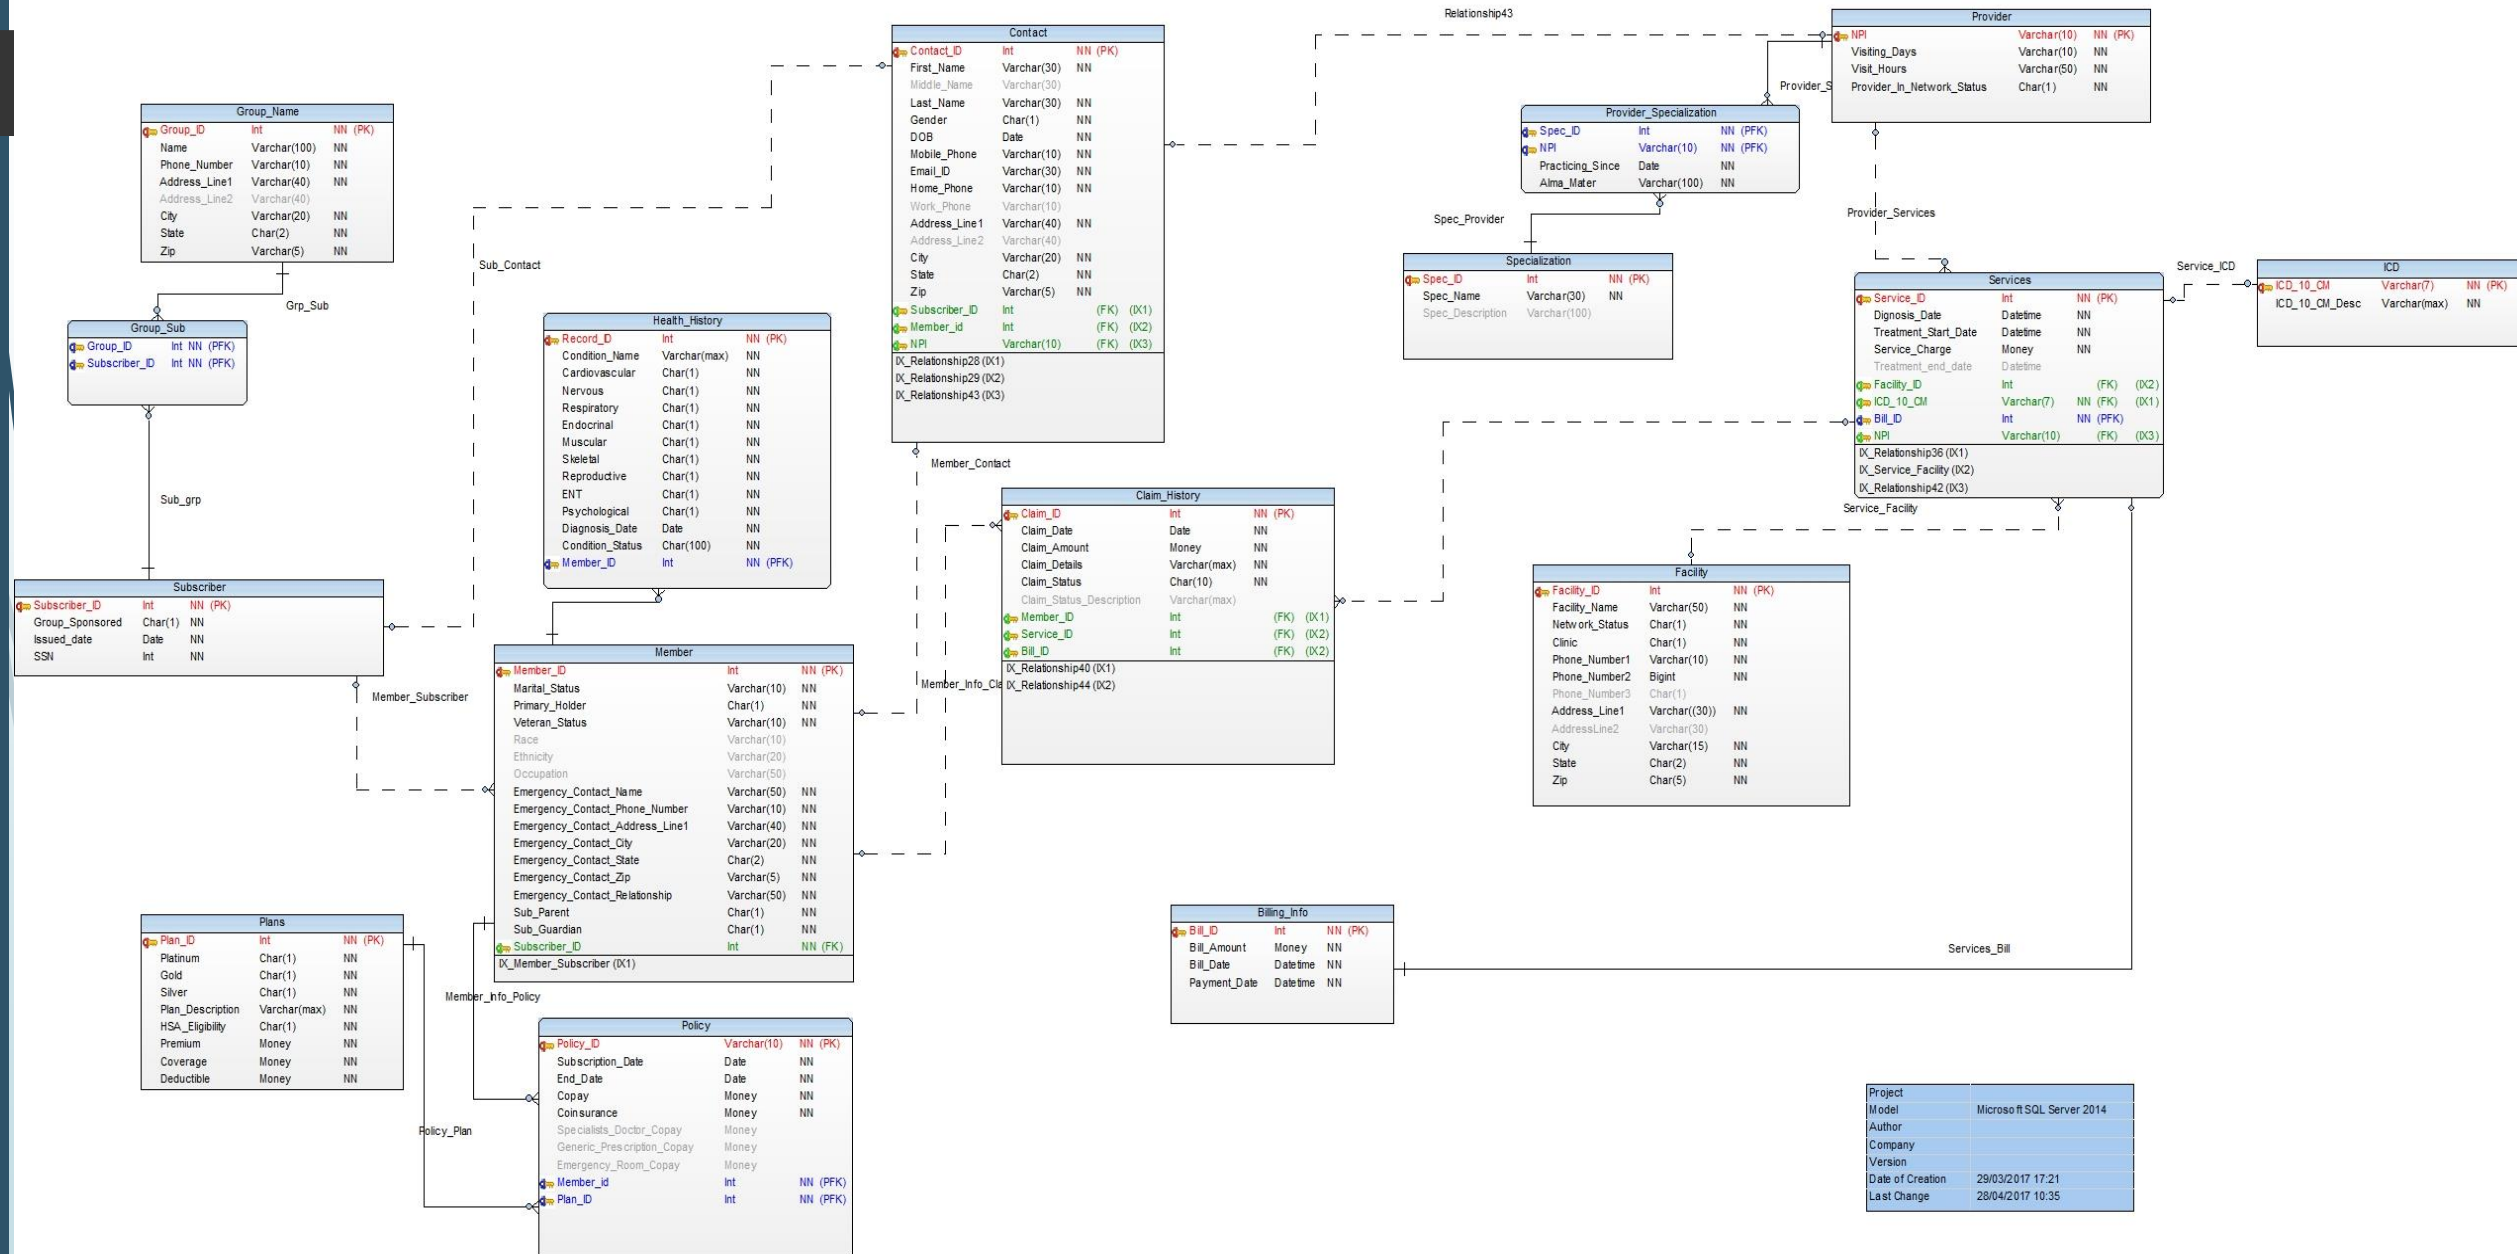 Relationship43
Contact
Contact_ID Int NN (PK)
First_Name Varchar(30) NN
Middle_Name Varchar(30)
Last_Name Varchar(30) NN
Gender Char(1) NN
DOB Date NN
Mobile_Phone Varchar(10) NN
Email_ID Varchar(30) NN
Home_Phone Varchar(10) NN
Work_Phone Varchar(10)
Address_Line1 Varchar(40) NN
Address_Line2 Varchar(40)
City Varchar(20) NN
State Char(2) NN
Zip Varchar(5) NN
Subscriber_ID Int (FK) (IX1)
Member_id Int (FK) (IX2)
NPI Varchar(10) (FK) (IX3)
IX_Relationship28 (IX1)
IX_Relationship29 (IX2)
IX_Relationship43 (IX3)
Provider
NPI Varchar(10) NN (PK)
Visiting_Days Varchar(10) NN
Visit_Hours Varchar(50) NN
Provider_In_Network_Status Char(1) NN
Provider_S
Provider_Specialization
Spec_ID Int NN (PFK)
NPI Varchar(10) NN (PFK)
Practicing_Since Date NN
Alma_Mater Varchar(100) NN
Spec_Provider
Provider_Services
Specialization
Spec_ID Int NN (PK)
Spec_Name Varchar(30) NN
Spec_Description Varchar(100)
Service_ICD
ICD
ICD_10_CM Varchar(7) NN (PK)
ICD_10_CM_Desc Varchar(max) NN
Services
Service_ID Int NN (PK)
Dignosis_Date Datetime NN
Treatment_Start_Date Datetime NN
Service_Charge Money NN
Treatment_end_date Datetime
Facility_ID Int (FK) (IX2)
ICD_10_CM Varchar(7) NN (FK) (IX1)
Bill_ID Int NN (PFK)
NPI Varchar(10) (FK) (IX3)
IX_Relationship36 (IX1)
IX_Service_Facility (IX2)
IX_Relationship42 (IX3)
Service_Facility
Group_Name
Group_ID Int NN (PK)
Name Varchar(100) NN
Phone_Number Varchar(10) NN
Address_Line1 Varchar(40) NN
Address_Line2 Varchar(40)
City Varchar(20) NN
State Char(2) NN
Zip Varchar(5) NN
Sub_Contact
Grp_Sub
Group_Sub
Group_ID Int NN (PFK)
Subscriber_ID Int NN (PFK)
Sub_grp
Health_History
Record_ID Int NN (PK)
Condition_Name Varchar(max) NN
Cardiovascular Char(1) NN
Nervous Char(1) NN
Respiratory Char(1) NN
Endocrinal Char(1) NN
Muscular Char(1) NN
Skeletal Char(1) NN
Reproductive Char(1) NN
ENT Char(1) NN
Psychological Char(1) NN
Diagnosis_Date Date NN
Condition_Status Char(100) NN
Member_ID Int NN (PFK)
Member_Contact
Claim_History
Claim_ID Int NN (PK)
Claim_Date Date NN
Claim_Amount Money NN
Claim_Details Varchar(max) NN
Claim_Status Char(10) NN
Claim_Status_Description Varchar(max)
Member_ID Int (FK) (IX1)
Service_ID Int (FK) (IX2)
Bill_ID Int (FK) (IX2)
IX_Relationship40 (IX1)
IX_Relationship44 (IX2)
Member_Info_Cla
Facility
Facility_ID Int NN (PK)
Facility_Name Varchar(50) NN
Network_Status Char(1) NN
Clinic Char(1) NN
Phone_Number1 Varchar(10) NN
Phone_Number2 Bigint NN
Phone_Number3 Char(1)
Address_Line1 Varchar((30)) NN
AddressLine2 Varchar(30)
City Varchar(15) NN
State Char(2) NN
Zip Char(5) NN
Subscriber
Subscriber_ID Int NN (PK)
Group_Sponsored Char(1) NN
Issued_date Date NN
SSN Int NN
Member_Subscriber
Member
Member_ID Int NN (PK)
Marital_Status Varchar(10) NN
Primary_Holder Char(1) NN
Veteran_Status Varchar(10) NN
Race Varchar(10)
Ethnicity Varchar(20)
Occupation Varchar(50)
Emergency_Contact_Name Varchar(50) NN
Emergency_Contact_Phone_Number Varchar(10) NN
Emergency_Contact_Address_Line1 Varchar(40) NN
Emergency_Contact_City Varchar(20) NN
Emergency_Contact_State Char(2) NN
Emergency_Contact_Zip Varchar(5) NN
Emergency_Contact_Relationship Varchar(50) NN
Sub_Parent Char(1) NN
Sub_Guardian Char(1) NN
Subscriber_ID Int NN (FK)
IX_Member_Subscriber (IX1)
Plans
Plan_ID Int NN (PK)
Platinum Char(1) NN
Gold Char(1) NN
Silver Char(1) NN
Plan_Description Varchar(max) NN
HSA_Eligibility Char(1) NN
Premium Money NN
Coverage Money NN
Deductible Money NN
Member_Info_Policy
Policy_Plan
Policy
Policy_ID Varchar(10) NN (PK)
Subscription_Date Date NN
End_Date Date NN
Copay Money NN
Coinsurance Money NN
Specialists_Doctor_Copay Money
Generic_Prescription_Copay Money
Emergency_Room_Copay Money
Member_id Int NN (PFK)
Plan_ID Int NN (PFK)
Billing_Info
Bill_ID Int NN (PK)
Bill_Amount Money NN
Bill_Date Datetime NN
Payment_Date Datetime NN
Services_Bill
Project
Model Microsoft SQL Server 2014
Author
Company
Version
Date of Creation 29/03/2017 17:21
Last Change 28/04/2017 10:35